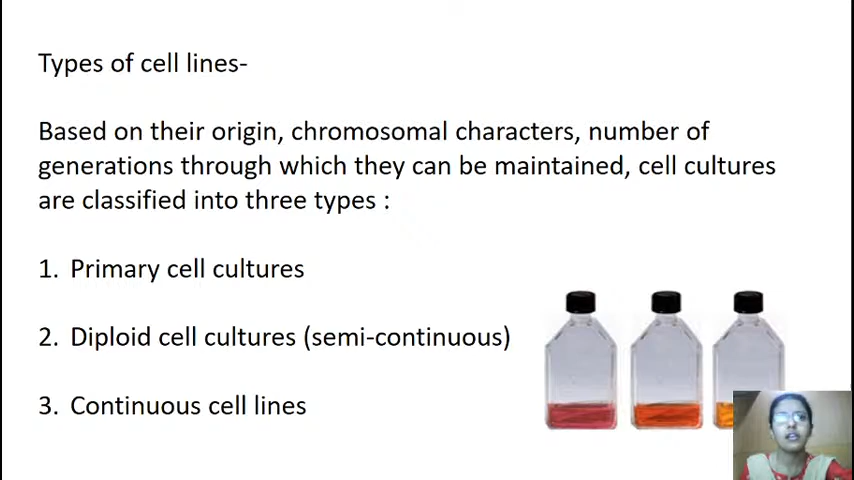 Types of cell lines-
Based on their origin, chromosomal characters, number of
generations through which they can be maintained, cell cultures
are classified into three types :
1. Primary cell cultures
2. Diploid cell cultures (semi-continuous)
3. Continuous cell lines